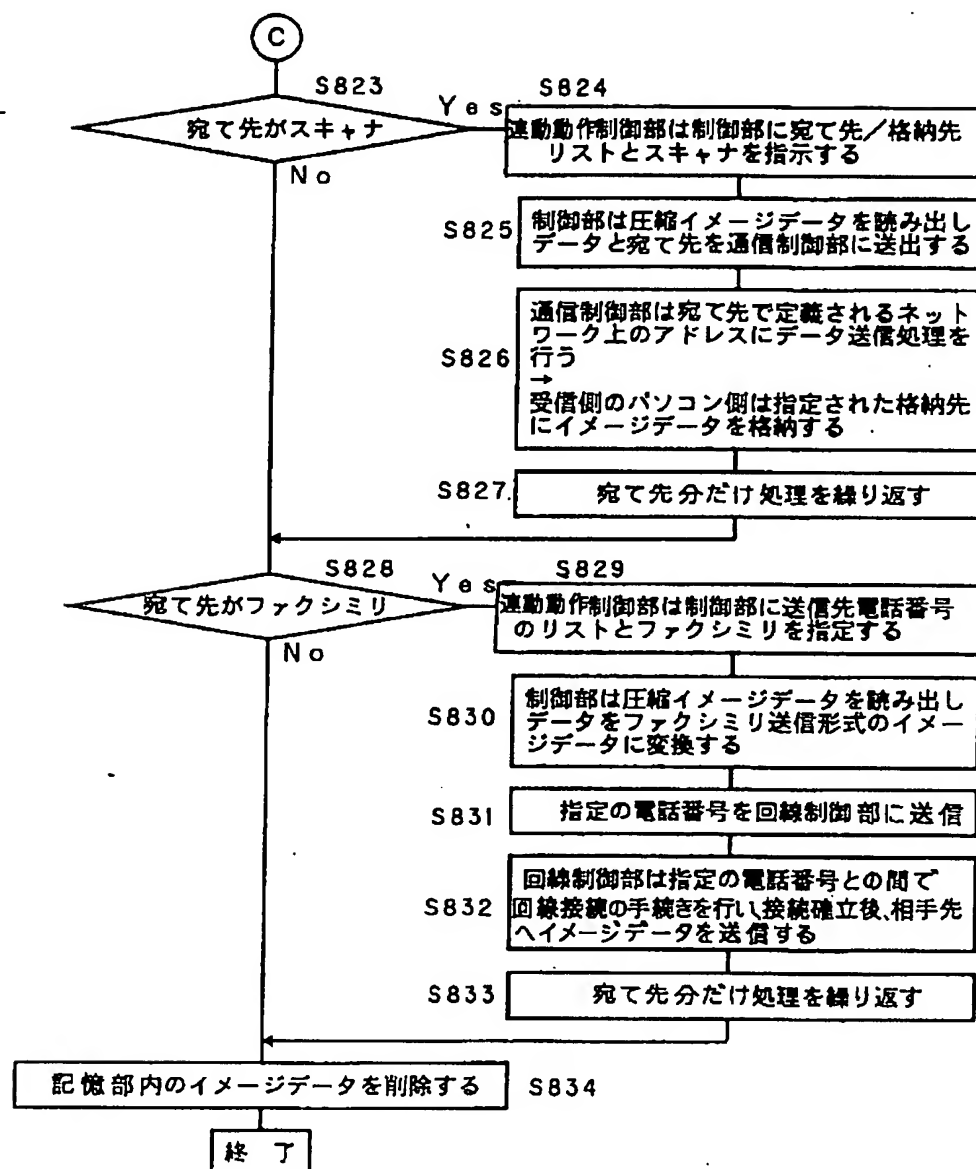 C
S823
宛て先がスキャナ
Yes
No
S824
連動動作制御部は制御部に宛て先／格納先
リストとスキャナを指示する
S825
制御部は圧縮イメージデータを読み出し
データと宛て先を通信制御部に送出する
S826
通信制御部は宛て先で定義されるネット
ワーク上のアドレスにデータ送信処理を
行う
→
受信側のパソコン側は指定された格納先
にイメージデータを格納する
S827
宛て先分だけ処理を繰り返す
S828
宛て先がファクシミリ
Yes
No
S829
連動動作制御部は制御部に送信先電話番号
のリストとファクシミリを指定する
S830
制御部は圧縮イメージデータを読み出し
データをファクシミリ送信形式のイメー
ジデータに変換する
S831
指定の電話番号を回線制御部に送信
S832
回線制御部は指定の電話番号との間で
回線接続の手続きを行い、接続確立後、相手先
へイメージデータを送信する
S833
宛て先分だけ処理を繰り返す
記憶部内のイメージデータを削除する
S834
終了